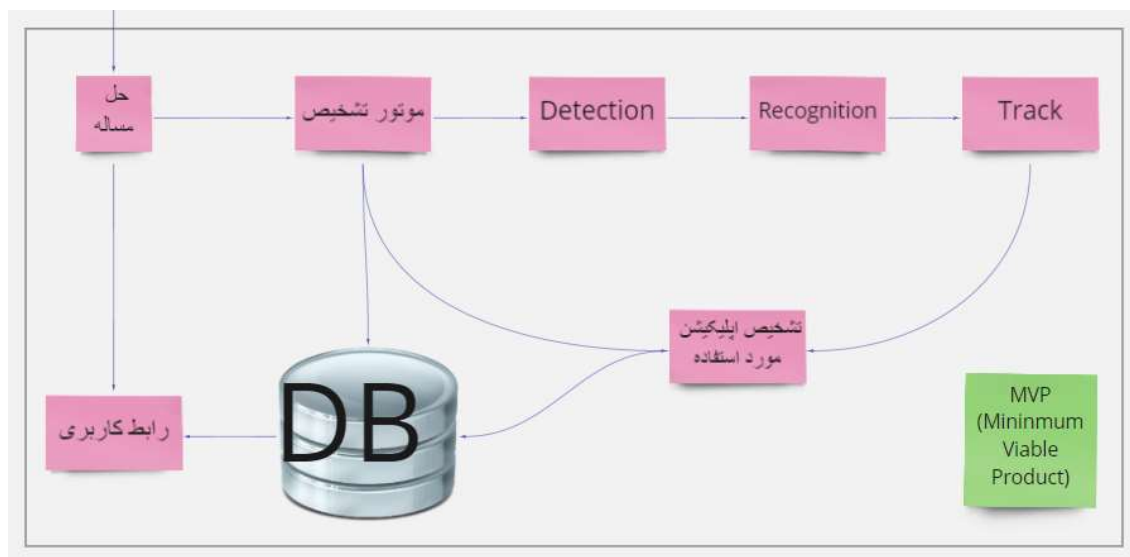 حل
مساله
موتور تشخیص
Detection
Recognition
Track
تشخیص اپلیکیشن
مورد استفاده
رابط کاربری
DB
MVP
(Mininmum
Viable
Product)